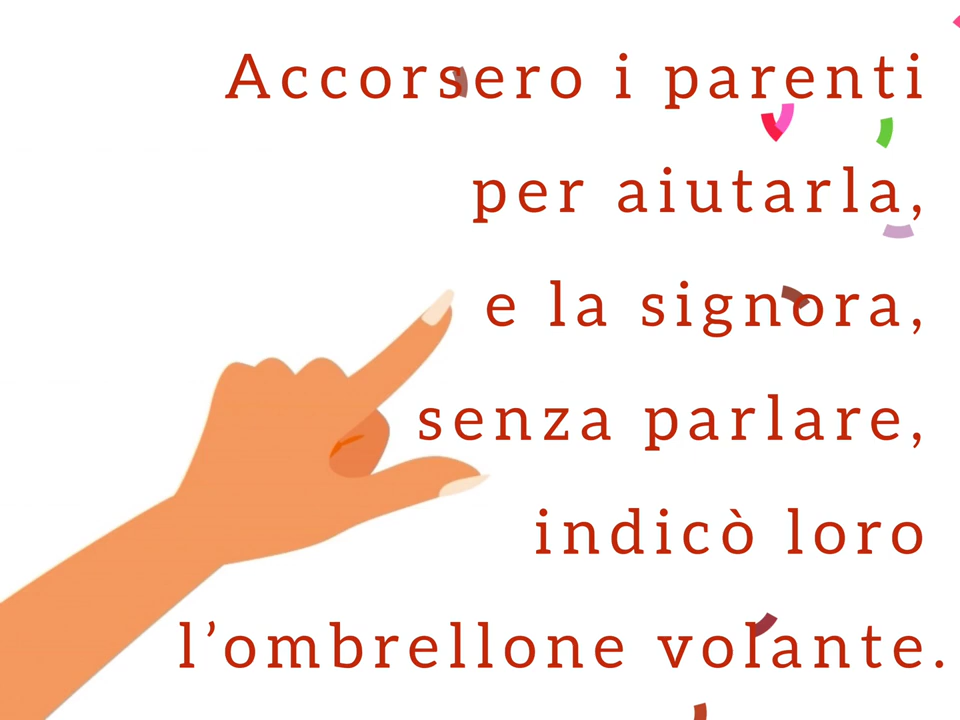 Accorsero i parenti
per aiutarla,
e la signora,
senza parlare,
indicò loro
l’ombrellone volante.